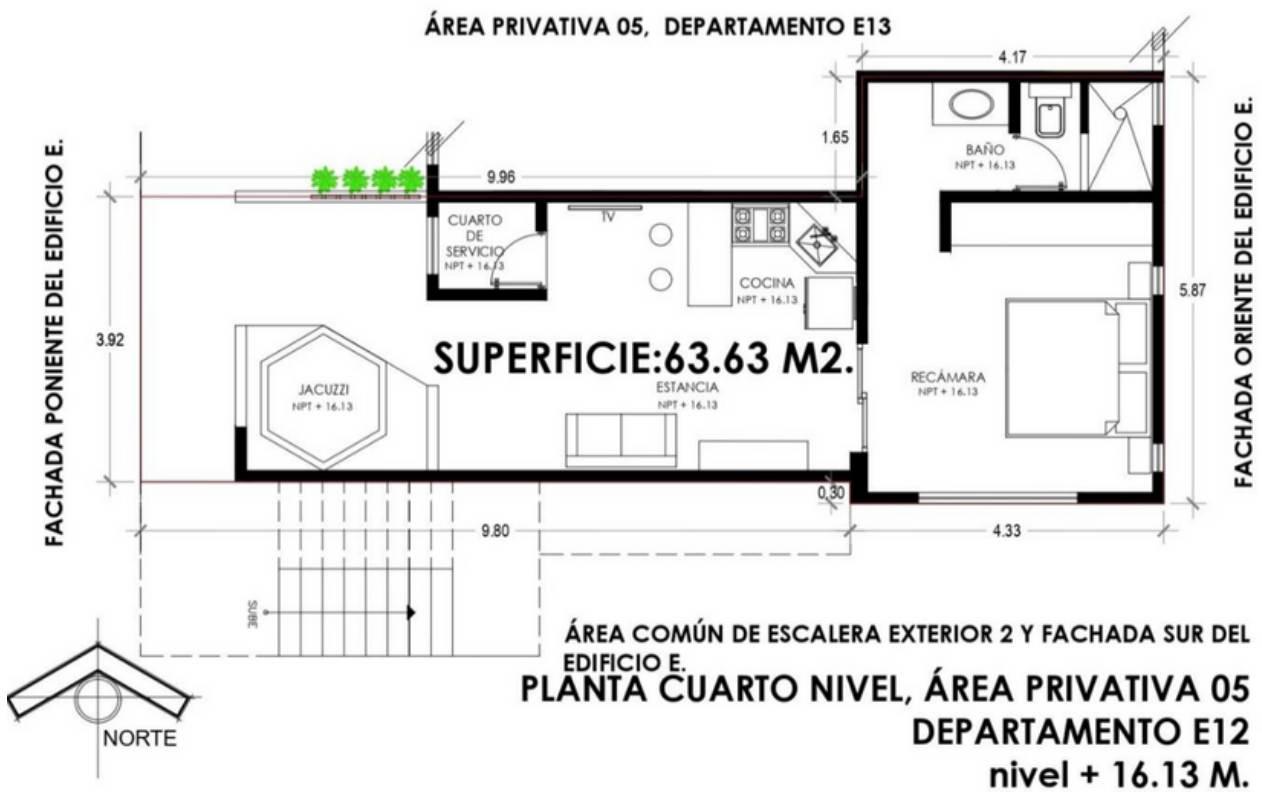 ÁREA PRIVATIVA 05, DEPARTAMENTO E13
4.17
1.65
9.96
BAÑO
NPT + 16.13
CUARTO
DE
SERVICIO
NPT + 16.13
TV
COCINA
NPT + 16.13
5.87
3.92
FACHADA PONIENTE DEL EDIFICIO E.
FACHADA ORIENTE DEL EDIFICIO E.
SUPERFICIE:63.63 M2.
JACUZZI
NPT + 16.13
ESTANCIA
NPT + 16.13
RECÁMARA
NPT + 16.13
0.30
9.80
4.33
SUBE
ÁREA COMÚN DE ESCALERA EXTERIOR 2 Y FACHADA SUR DEL
EDIFICIO E.
PLANTA CUARTO NIVEL, ÁREA PRIVATIVA 05
DEPARTAMENTO E12
nivel + 16.13 M.
NORTE